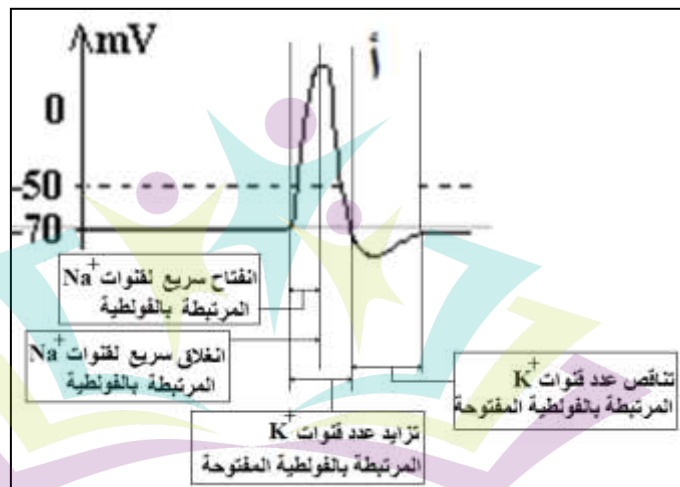 mV
أ
0
-50
-70
انفتاح سريع لقنوات Na+
المرتبطة بالفولطية
انغلاق سريع لقنوات Na+
المرتبطة بالفولطية
تناقص عدد قنوات K+
المرتبطة بالفولطية المفتوحة
تزايد عدد قنوات K+
المرتبطة بالفولطية المفتوحة